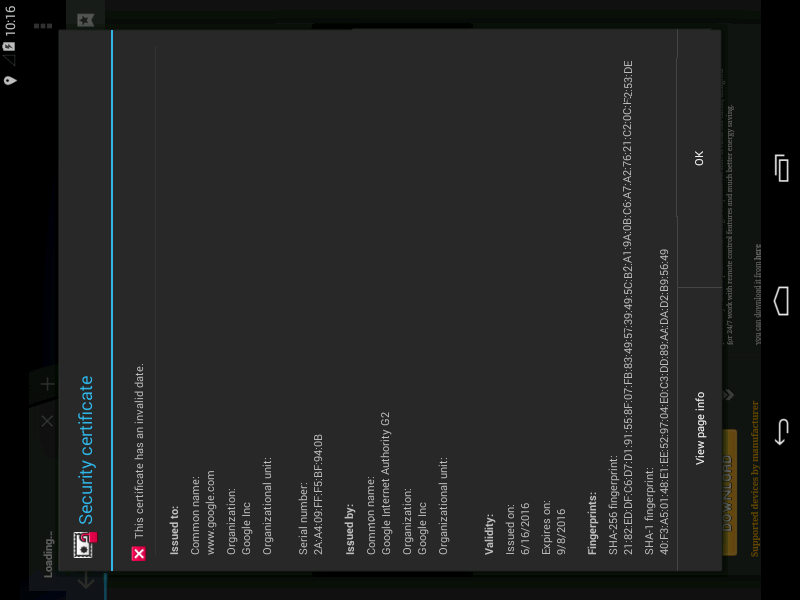 10:16
Loading...
Security certificate
This certificate has an invalid date.
Issued to:
Common name:
www.google.com
Organization:
Google Inc
Organizational unit:
Serial number:
2A:A4:09:FF:F5:BF:94:0B
Issued by:
Common name:
Google Internet Authority G2
Organization:
Google Inc
Organizational unit:
Validity:
Issued on:
6/16/2016
Expires on:
9/8/2016
Fingerprints:
SHA-256 fingerprint:
21:82:ED:DF:C6:D7:D1:91:55:8F:07:FB:83:49:57:39:49:5C:B2:A1:9A:0B:C6:A7:A2:76:21:C2:0C:F2:53:DE
SHA-1 fingerprint:
40:F3:A5:01:48:E1:EE:52:97:04:E0:C3:DD:89:AA:DA:D2:B9:56:49
View page info
OK
DOWNLOAD
for 24/7 work with remote control features and much better energy saving.
Supported devices by manufacturer
you can download it from here